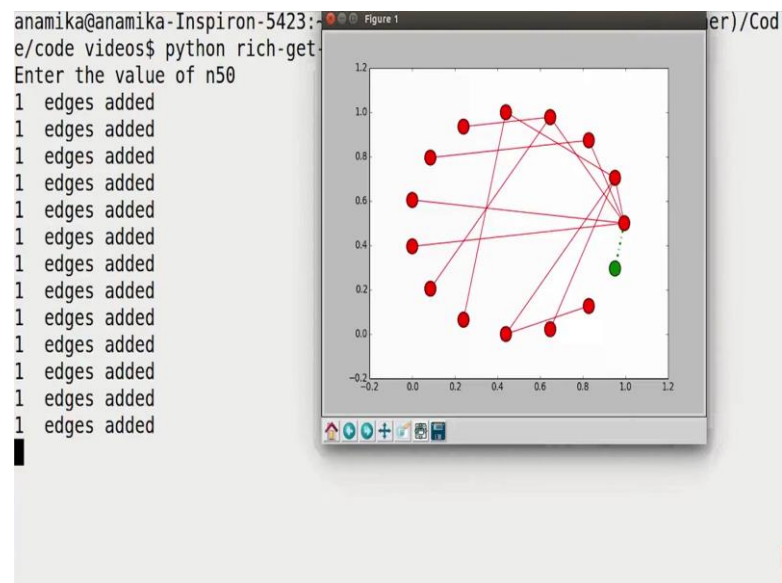 anamika@anamika-Inspiron-5423:~
er)/Cod
e/code videos$ python rich-get-
Enter the value of n50
1 edges added
1 edges added
1 edges added
1 edges added
1 edges added
1 edges added
1 edges added
1 edges added
1 edges added
1 edges added
1 edges added
1 edges added
1 edges added
Figure 1
1.2
1.0
0.8
0.6
0.4
0.2
0.0
−0.2
−0.2 0.0 0.2 0.4 0.6 0.8 1.0 1.2